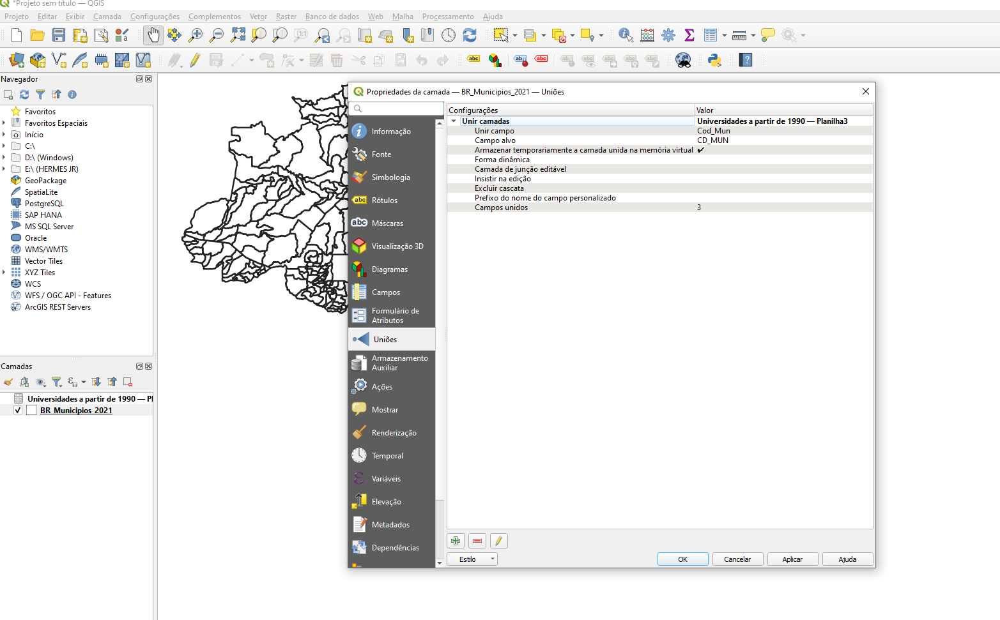 *Projeto sem título — QGIS
Projeto Editar Exibir Camada Configurações Complementos Vetor Raster Banco de dados Web Malha Processamento Ajuda
Navegador
Favoritos
Favoritos Espaciais
Início
C:\
D:\ (Windows)
E:\ (HERMES JR)
GeoPackage
SpatiaLite
PostgreSQL
SAP HANA
MS SQL Server
Oracle
WMS/WMTS
Vector Tiles
XYZ Tiles
WCS
WFS / OGC API - Features
ArcGIS REST Servers
Camadas
Universidades a partir de 1990 — Pl
BR_Municipios_2021
Propriedades da camada — BR_Municipios_2021 — Uniões
Informação
Fonte
Simbologia
abc Rótulos
abc Máscaras
Visualização 3D
Diagramas
Campos
Formulário de
Atributos
Uniões
Armazenamento
Auxiliar
Ações
Mostrar
Renderização
Temporal
Variáveis
Elevação
Metadados
Dependências
Configurações Valor
Unir camadas Universidades a partir de 1990 — Planilha3
Unir campo Cod_Mun
Campo alvo CD_MUN
Armazenar temporariamente a camada unida na memória virtual ✔
Forma dinâmica
Camada de junção editável
Insistir na edição
Excluir cascata
Prefixo do nome do campo personalizado
Campos unidos 3
Estilo OK Cancelar Aplicar Ajuda